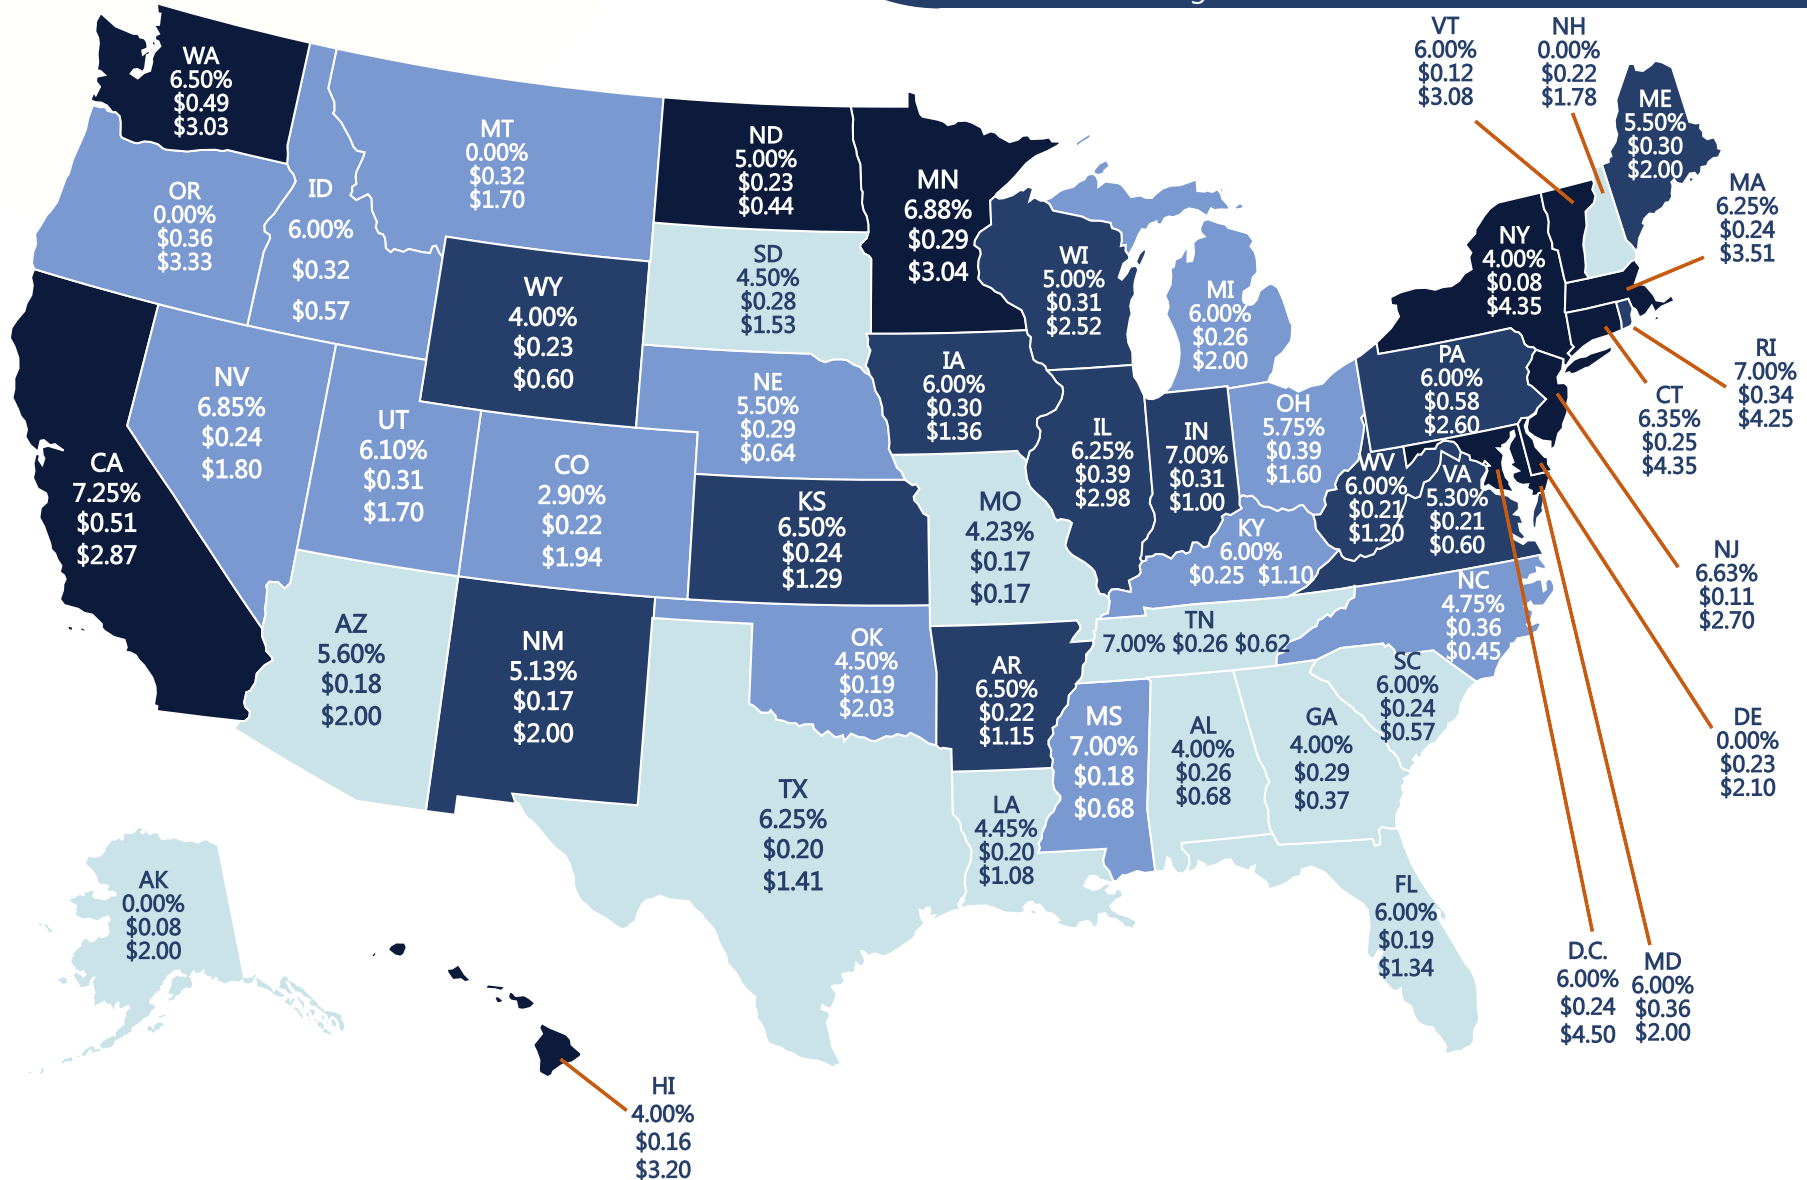 WA
6.50%
$0.49
$3.03
OR
0.00%
$0.36
$3.33
ID
6.00%
$0.32
$0.57
MT
0.00%
$0.32
$1.70
ND
5.00%
$0.23
$0.44
MN
6.88%
$0.29
$3.04
SD
4.50%
$0.28
$1.53
WY
4.00%
$0.23
$0.60
WI
5.00%
$0.31
$2.52
MI
6.00%
$0.26
$2.00
VT
6.00%
$0.12
$3.08
NH
0.00%
$0.22
$1.78
ME
5.50%
$0.30
$2.00
MA
6.25%
$0.24
$3.51
NY
4.00%
$0.08
$4.35
RI
7.00%
$0.34
$4.25
CT
6.35%
$0.25
$4.35
PA
6.00%
$0.58
$2.60
CA
7.25%
$0.51
$2.87
NV
6.85%
$0.24
$1.80
UT
6.10%
$0.31
$1.70
CO
2.90%
$0.22
$1.94
NE
5.50%
$0.29
$0.64
IA
6.00%
$0.30
$1.36
IL
6.25%
$0.39
$2.98
IN
7.00%
$0.31
$1.00
OH
5.75%
$0.39
$1.60
WV
6.00%
$0.21
$1.20
VA
5.30%
$0.21
$0.60
KS
6.50%
$0.24
$1.29
MO
4.23%
$0.17
$0.17
KY
6.00%
$0.25 $1.10
NJ
6.63%
$0.11
$2.70
NC
4.75%
$0.36
$0.45
TN
7.00% $0.26 $0.62
AZ
5.60%
$0.18
$2.00
NM
5.13%
$0.17
$2.00
OK
4.50%
$0.19
$2.03
AR
6.50%
$0.22
$1.15
SC
6.00%
$0.24
$0.57
MS
7.00%
$0.18
$0.68
AL
4.00%
$0.26
$0.68
GA
4.00%
$0.29
$0.37
DE
0.00%
$0.23
$2.10
TX
6.25%
$0.20
$1.41
LA
4.45%
$0.20
$1.08
FL
6.00%
$0.19
$1.34
AK
0.00%
$0.08
$2.00
D.C.
6.00%
$0.24
$4.50
MD
6.00%
$0.36
$2.00
HI
4.00%
$0.16
$3.20